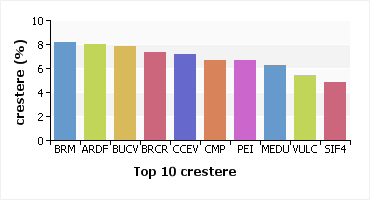 crestere (%)
10
8
6
4
2
0
BRM ARDF BUCV BRCR CCEV CMP PEI MEDU VULC SIF4
Top 10 crestere